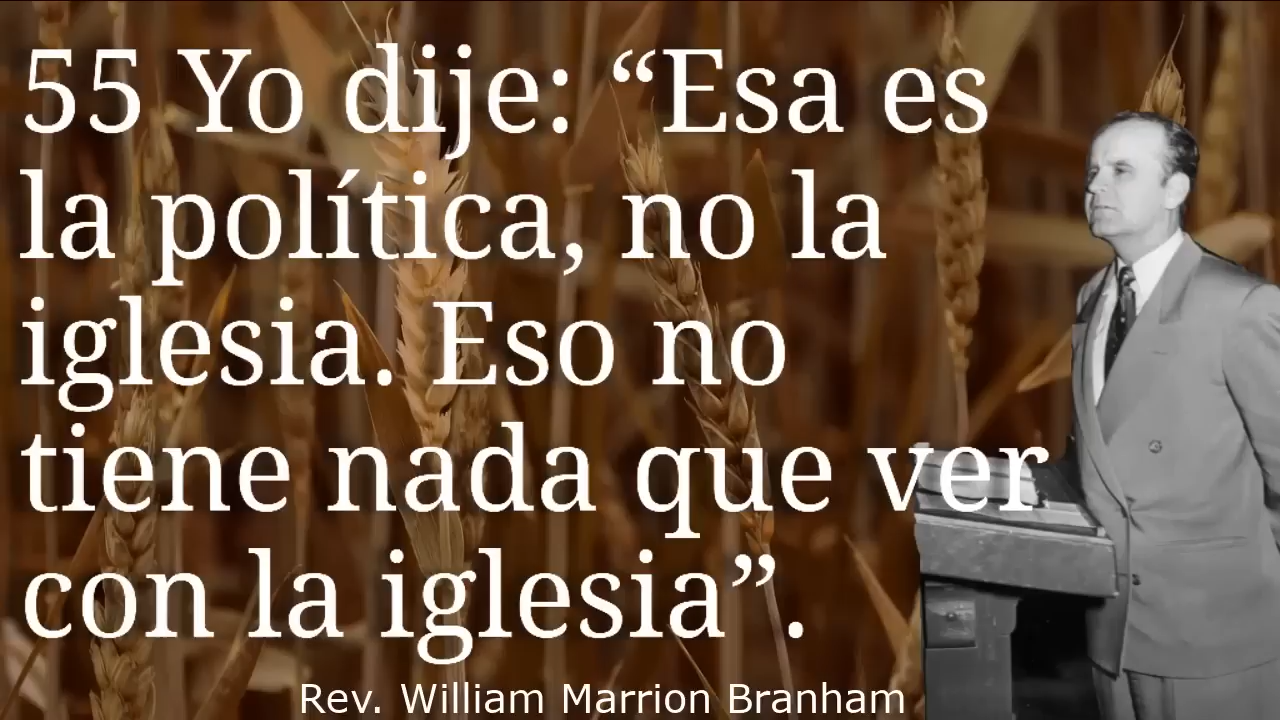 55 Yo dije: “Esa es
la política, no la
iglesia. Eso no
tiene nada que ver
con la iglesia”.
Rev. William Marrion Branham